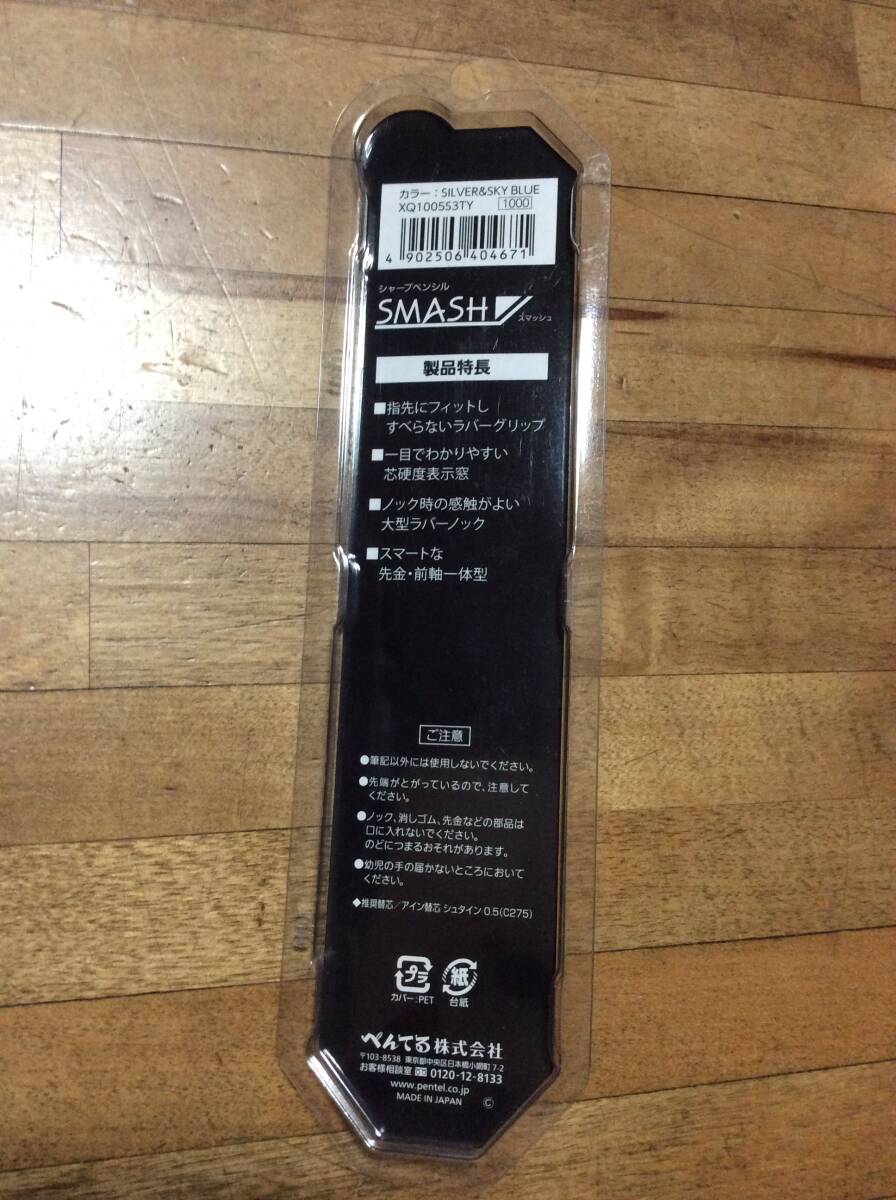 カラー：SILVER&SKY BLUE
XQ1005S3TY 1000
4 902506 404671
シャープペンシル
SMASH
スマッシュ
製品特長
■指先にフィットし
すべらないラバーグリップ
■一目でわかりやすい
芯硬度表示窓
■ノック時の感触がよい
大型ラバーノック
■スマートな
先金・前軸一体型
ご注意
●筆記以外には使用しないでください。
●先端がとがっているので、注意して
ください。
●ノック、消しゴム、先金などの部品は
口に入れないでください。
のどにつまるおそれがあります。
●幼児の手の届かないところにおいて
ください。
◆推奨替芯／アイン替芯 シュタイン 0.5(C275)
プラ 紙
カバー：PET 台紙
ぺんてる株式会社
〒103-8538 東京都中央区日本橋小網町 7-2
お客様相談室 0120-12-8133
www.pentel.co.jp
MADE IN JAPAN ©